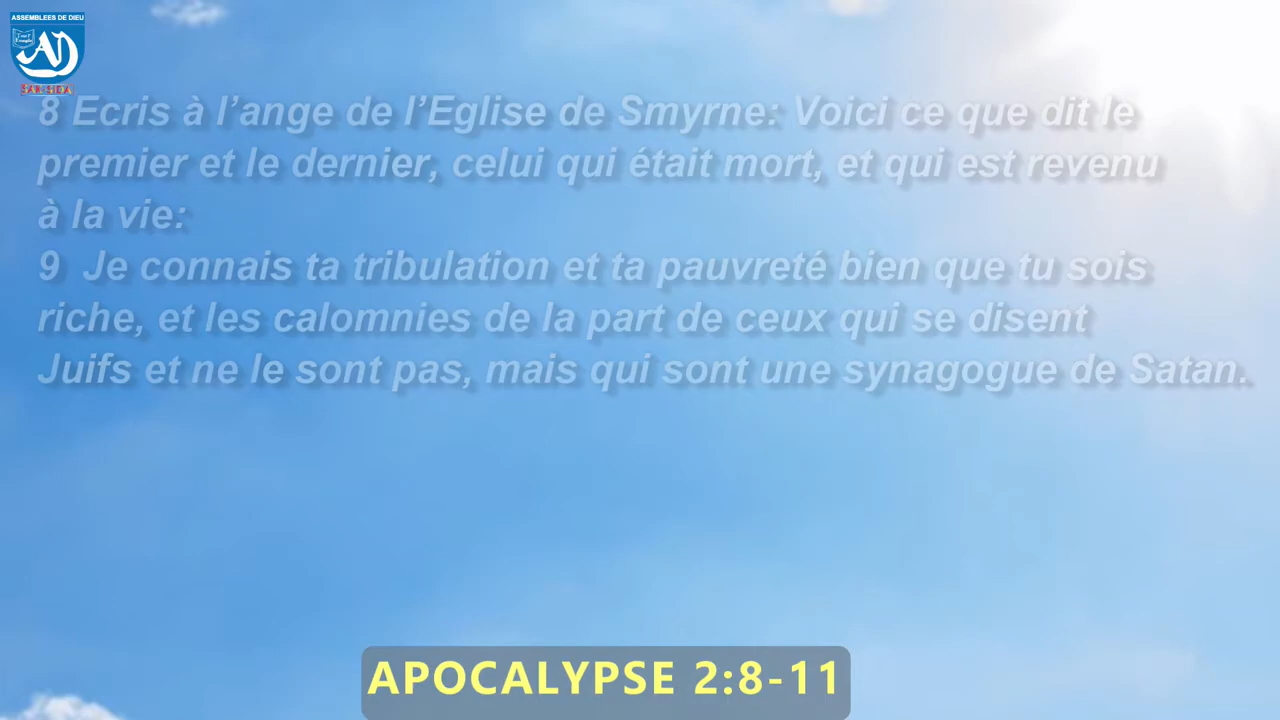 ASSEMBLEES DE DIEU
AD
8 Ecris à l’ange de l’Eglise de Smyrne: Voici ce que dit le
premier et le dernier, celui qui était mort, et qui est revenu
à la vie:
9 Je connais ta tribulation et ta pauvreté bien que tu sois
riche, et les calomnies de la part de ceux qui se disent
Juifs et ne le sont pas, mais qui sont une synagogue de Satan.
APOCALYPSE 2:8-11